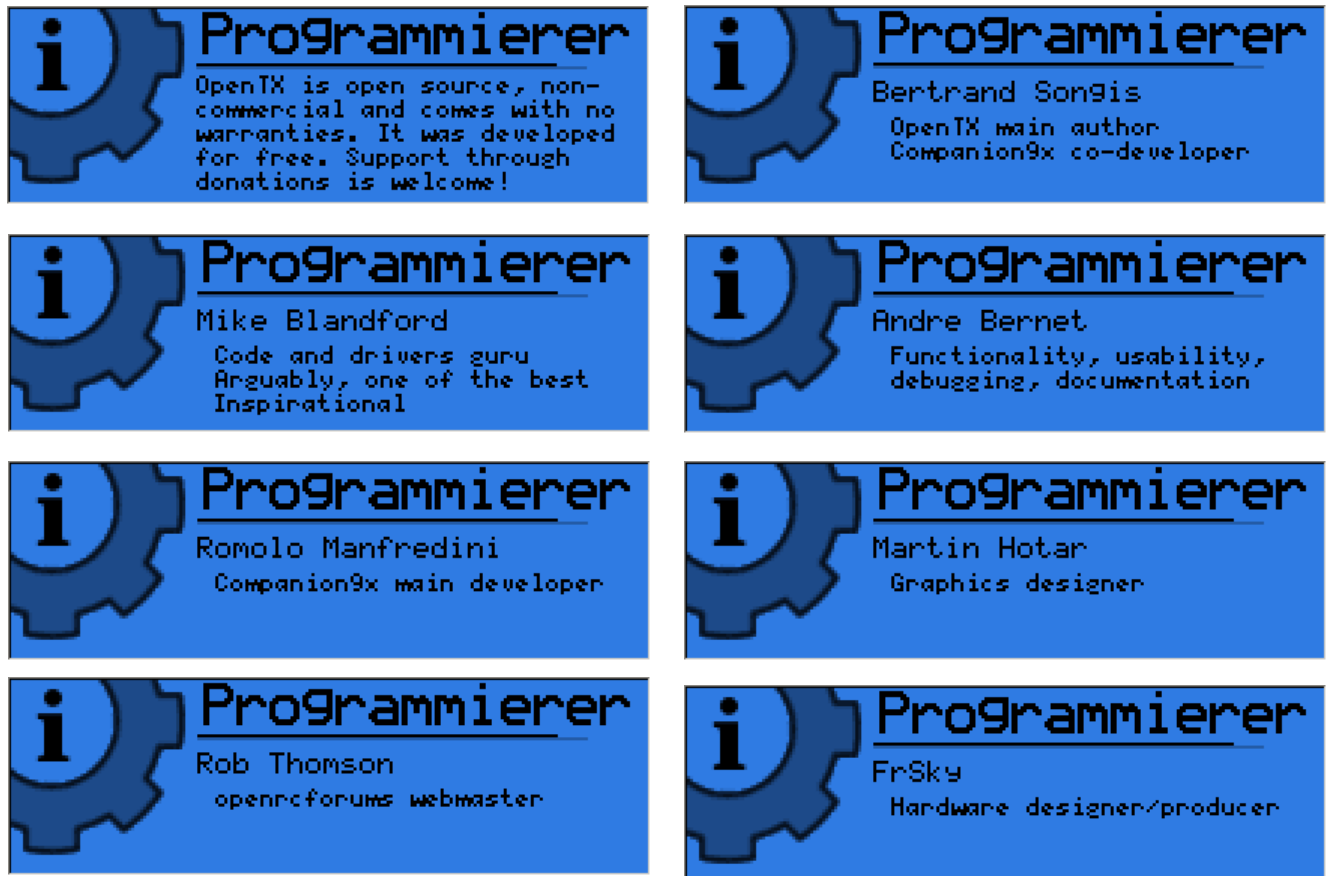 Programmierer
OpenTX is open source, non-
commercial and comes with no
warranties. It was developed
for free. Support through
donations is welcome!
Programmierer
Bertrand Songis
OpenTX main author
Companion9x co-developer
Programmierer
Mike Blandford
Code and drivers guru
Arguably, one of the best
Inspirational
Programmierer
Andre Bernet
Functionality, usability,
debugging, documentation
Programmierer
Romolo Manfredini
Companion9x main developer
Programmierer
Martin Hotar
Graphics designer
Programmierer
Rob Thomson
openrcforums webmaster
Programmierer
FrSky
Hardware designer/producer